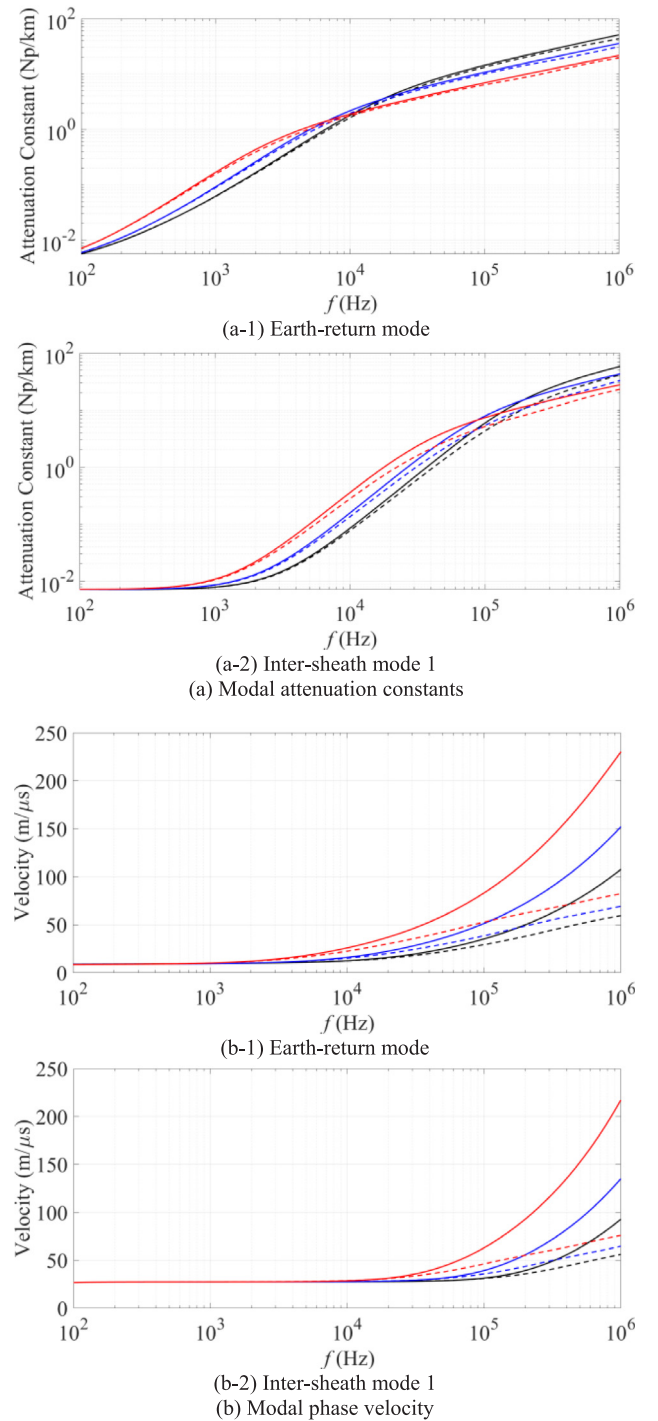 10^2
10^0
10^-2
Attenuation Constant (Np/km)
10^2 10^3 10^4 10^5 10^6
f (Hz)
(a-1) Earth-return mode
10^2
10^0
10^-2
Attenuation Constant (Np/km)
10^2 10^3 10^4 10^5 10^6
f (Hz)
(a-2) Inter-sheath mode 1
(a) Modal attenuation constants
250
200
150
100
50
0
Velocity (m/μs)
10^2 10^3 10^4 10^5 10^6
f (Hz)
(b-1) Earth-return mode
250
200
150
100
50
0
Velocity (m/μs)
10^2 10^3 10^4 10^5 10^6
f (Hz)
(b-2) Inter-sheath mode 1
(b) Modal phase velocity